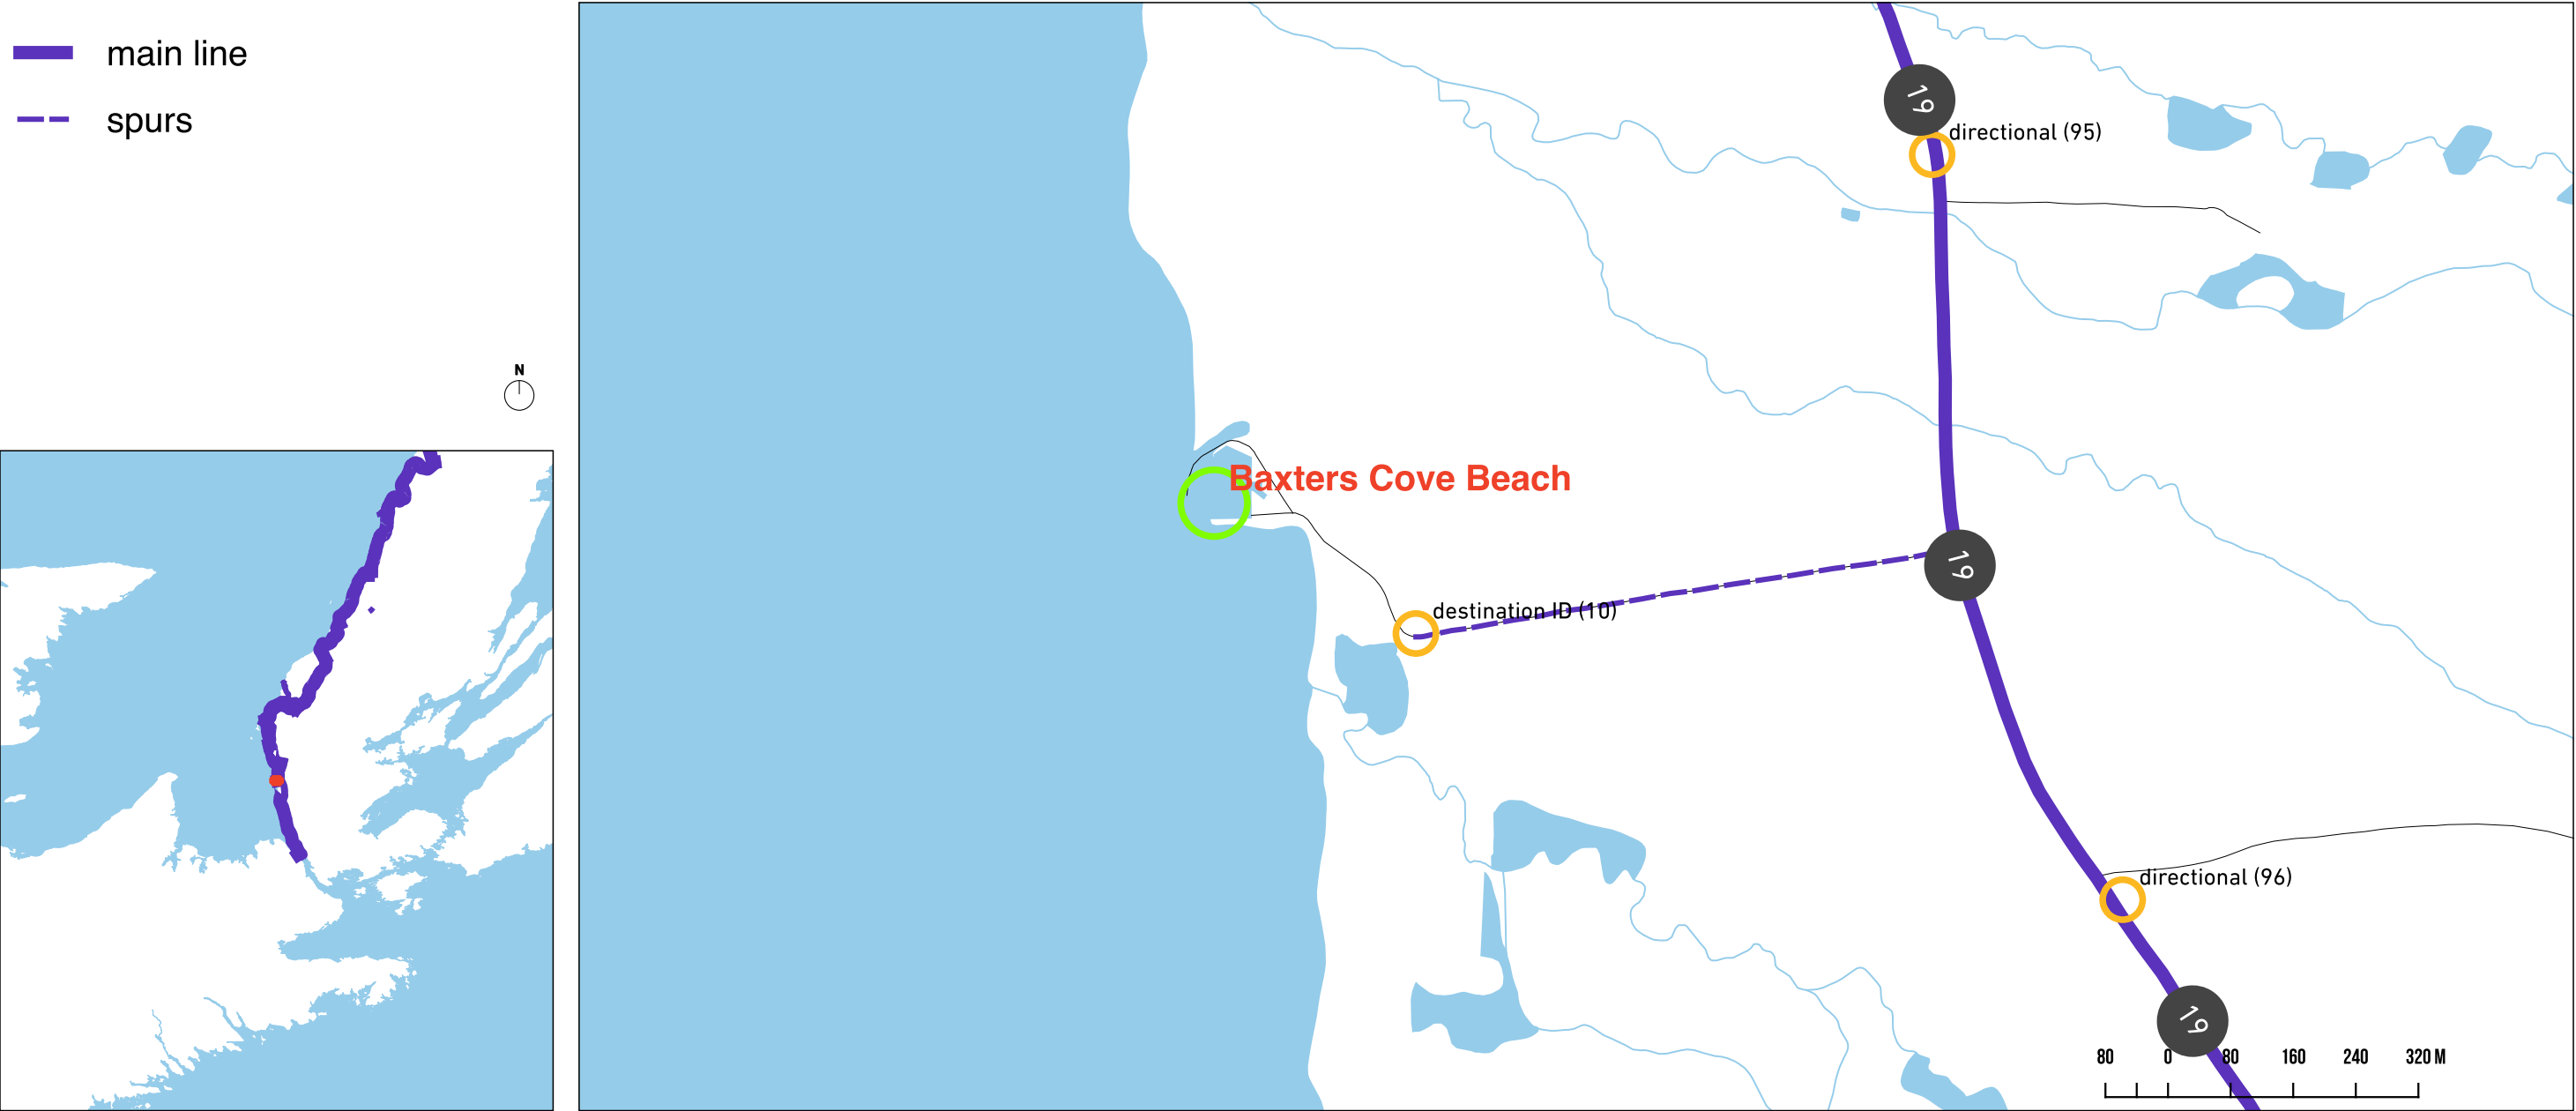 main line
spurs
N
19
directional (95)
Baxters Cove Beach
19
destination ID (10)
directional (96)
19
80 0 80 160 240 320 M